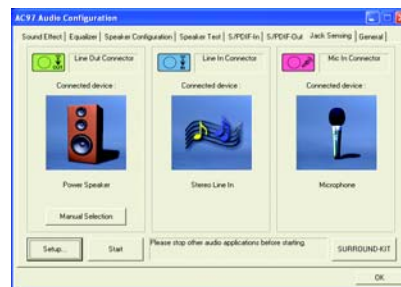 AC97 Audio Configuration
Sound Effect | Equalizer | Speaker Configuration | Speaker Test | S/PDIF-In | S/PDIF-Out | Jack Sensing | General
Line Out Connector
Line In Connector
Mic In Connector
Connected device :
Connected device :
Connected device :
Power Speaker
Stereo Line In
Microphone
Manual Selection
Setup...
Start
Please stop other audio applications before starting.
SURROUND-KIT
OK